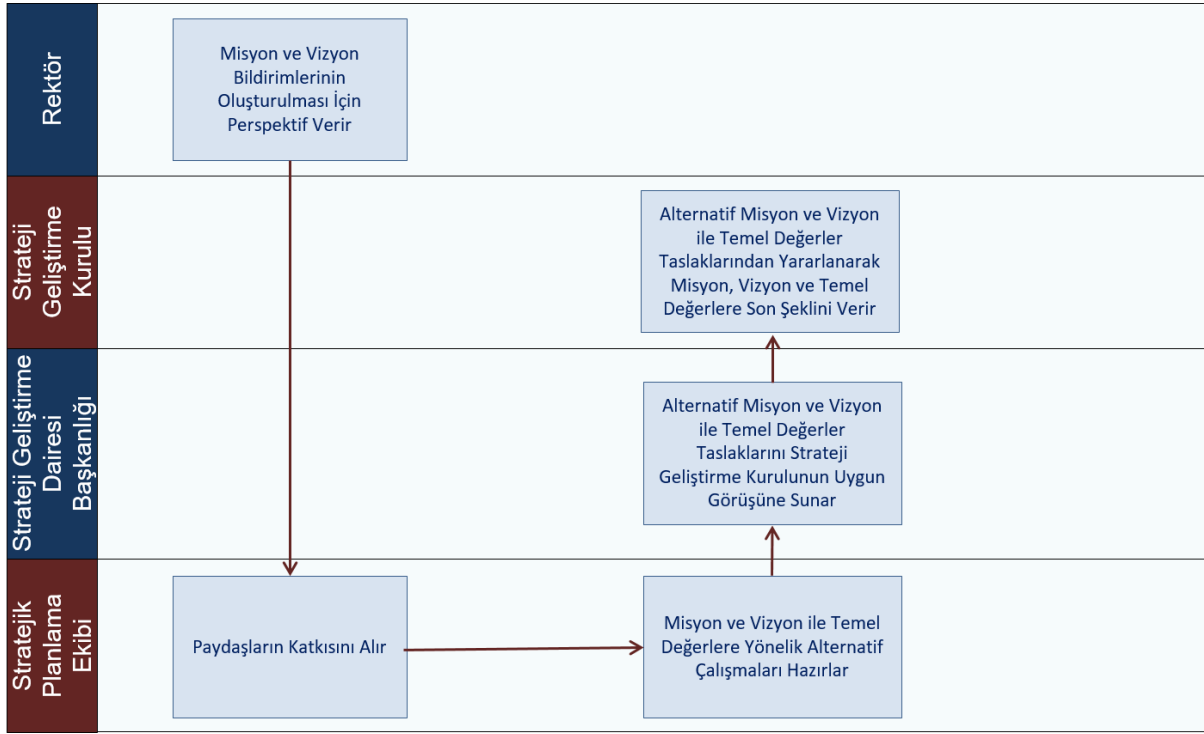 Rektör
Misyon ve Vizyon
Bildirimlerinin
Oluşturulması İçin
Perspektif Verir
Strateji
Geliştirme
Kurulu
Alternatif Misyon ve Vizyon
ile Temel Değerler
Taslaklarından Yararlanarak
Misyon, Vizyon ve Temel
Değerlere Son Şeklini Verir
Strateji Geliştirme
Dairesi
Başkanlığı
Alternatif Misyon ve Vizyon
ile Temel Değerler
Taslaklarını Strateji
Geliştirme Kurulunun Uygun
Görüşüne Sunar
Stratejik
Planlama
Ekibi
Paydaşların Katkısını Alır
Misyon ve Vizyon ile Temel
Değerlere Yönelik Alternatif
Çalışmaları Hazırlar